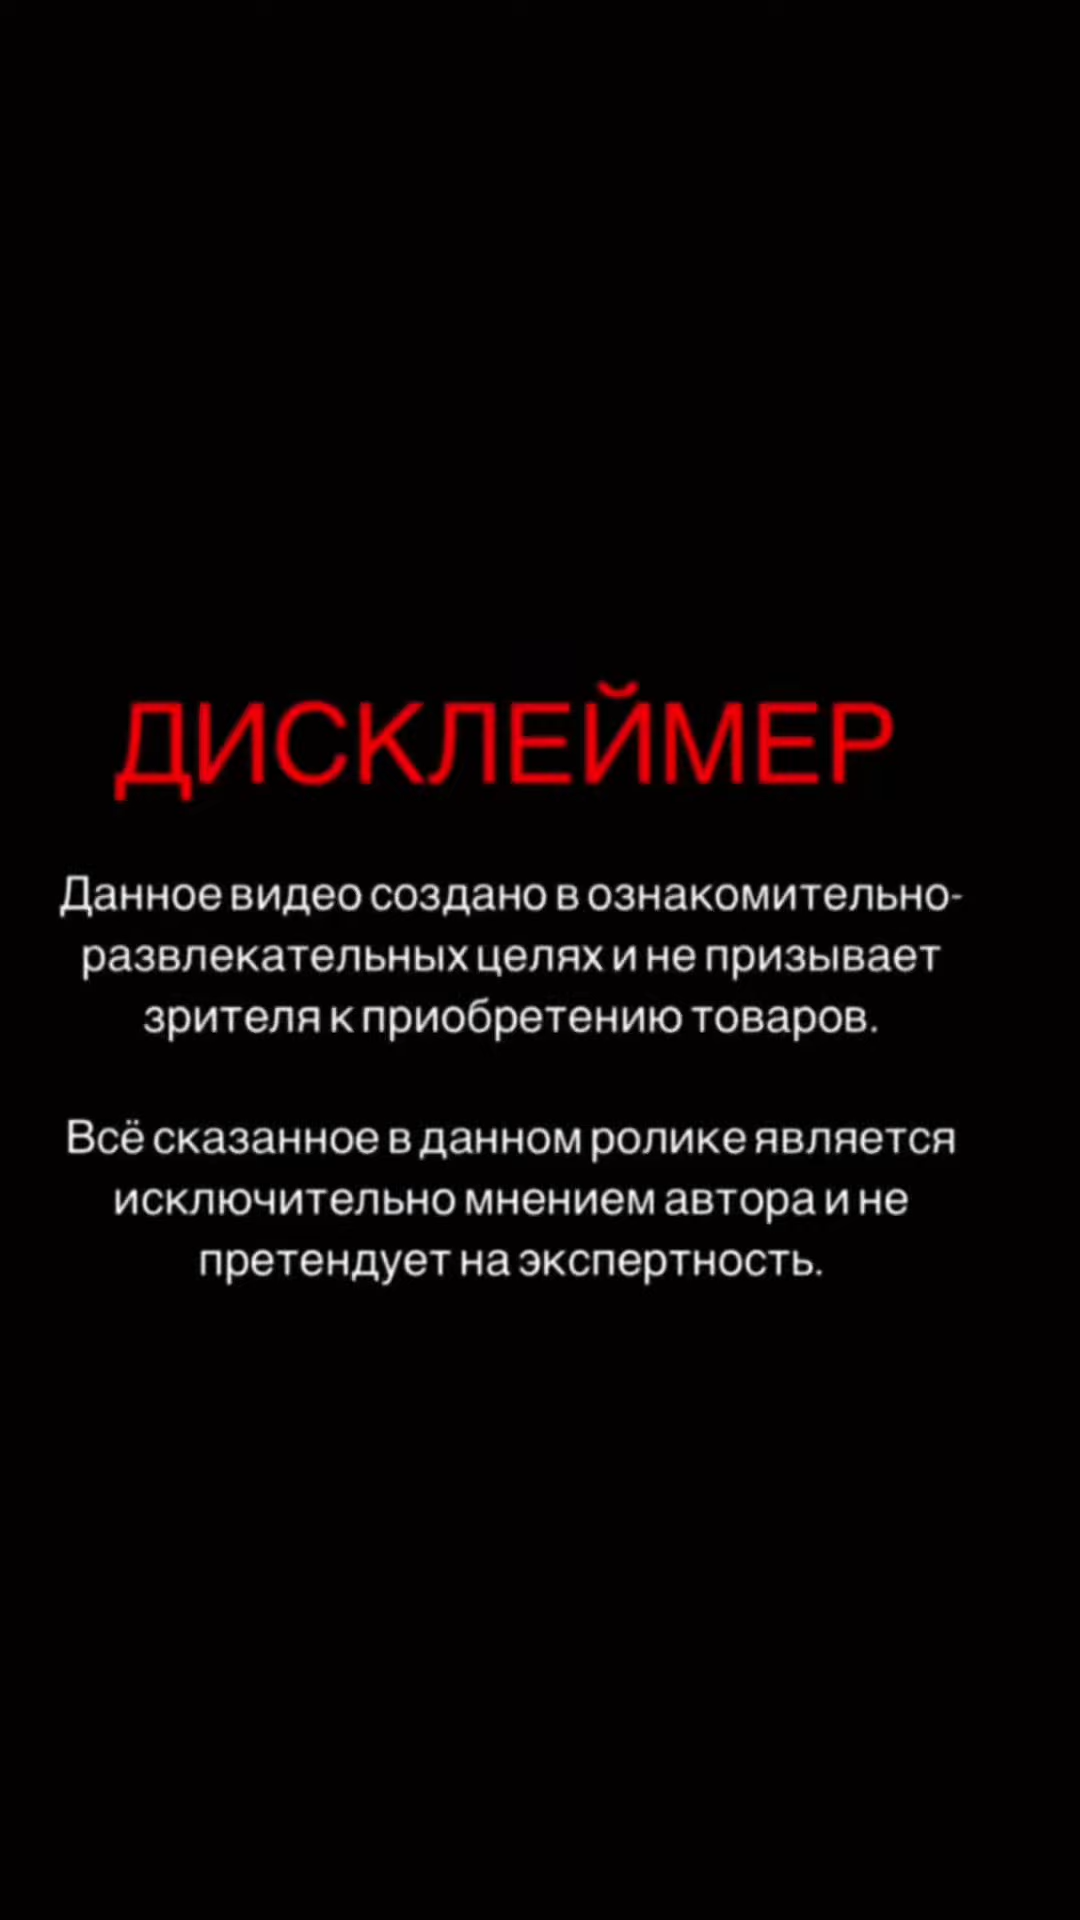 ДИСКЛЕЙМЕР
Данное видео создано в ознакомительно-
развлекательных целях и не призывает
зрителя к приобретению товаров.
Всё сказанное в данном ролике является
исключительно мнением автора и не
претендует на экспертность.